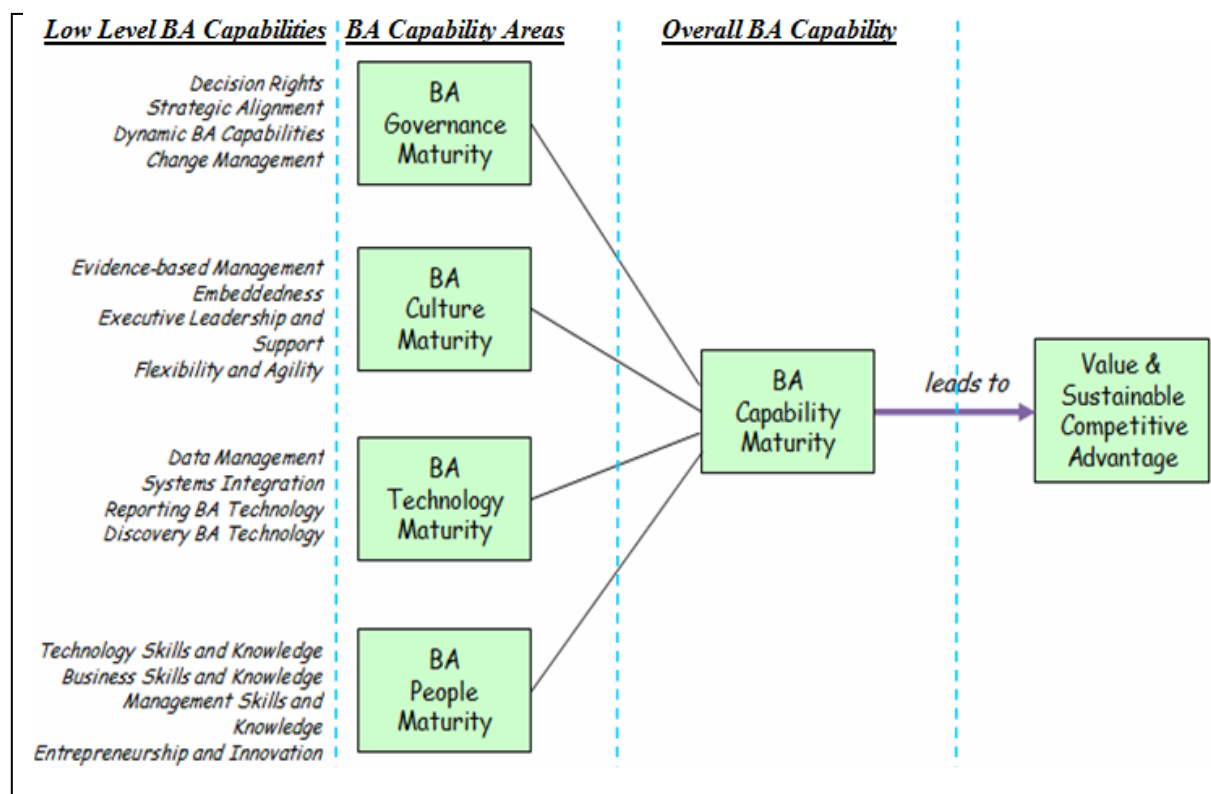 Low Level BA Capabilities
BA Capability Areas
Overall BA Capability
Decision Rights
Strategic Alignment
Dynamic BA Capabilities
Change Management
BA
Governance
Maturity
Evidence-based Management
Embeddedness
Executive Leadership and
Support
Flexibility and Agility
BA
Culture
Maturity
Data Management
Systems Integration
Reporting BA Technology
Discovery BA Technology
BA
Technology
Maturity
Technology Skills and Knowledge
Business Skills and Knowledge
Management Skills and
Knowledge
Entrepreneurship and Innovation
BA
People
Maturity
BA
Capability
Maturity
leads to
Value &
Sustainable
Competitive
Advantage